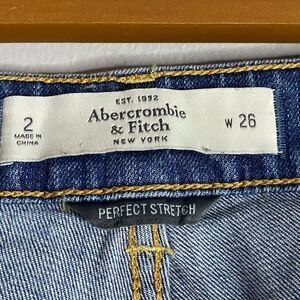 EST. 1892
Abercrombie
& Fitch
NEW YORK
2
MADE IN
CHINA
W 26
PERFECT STRETCH